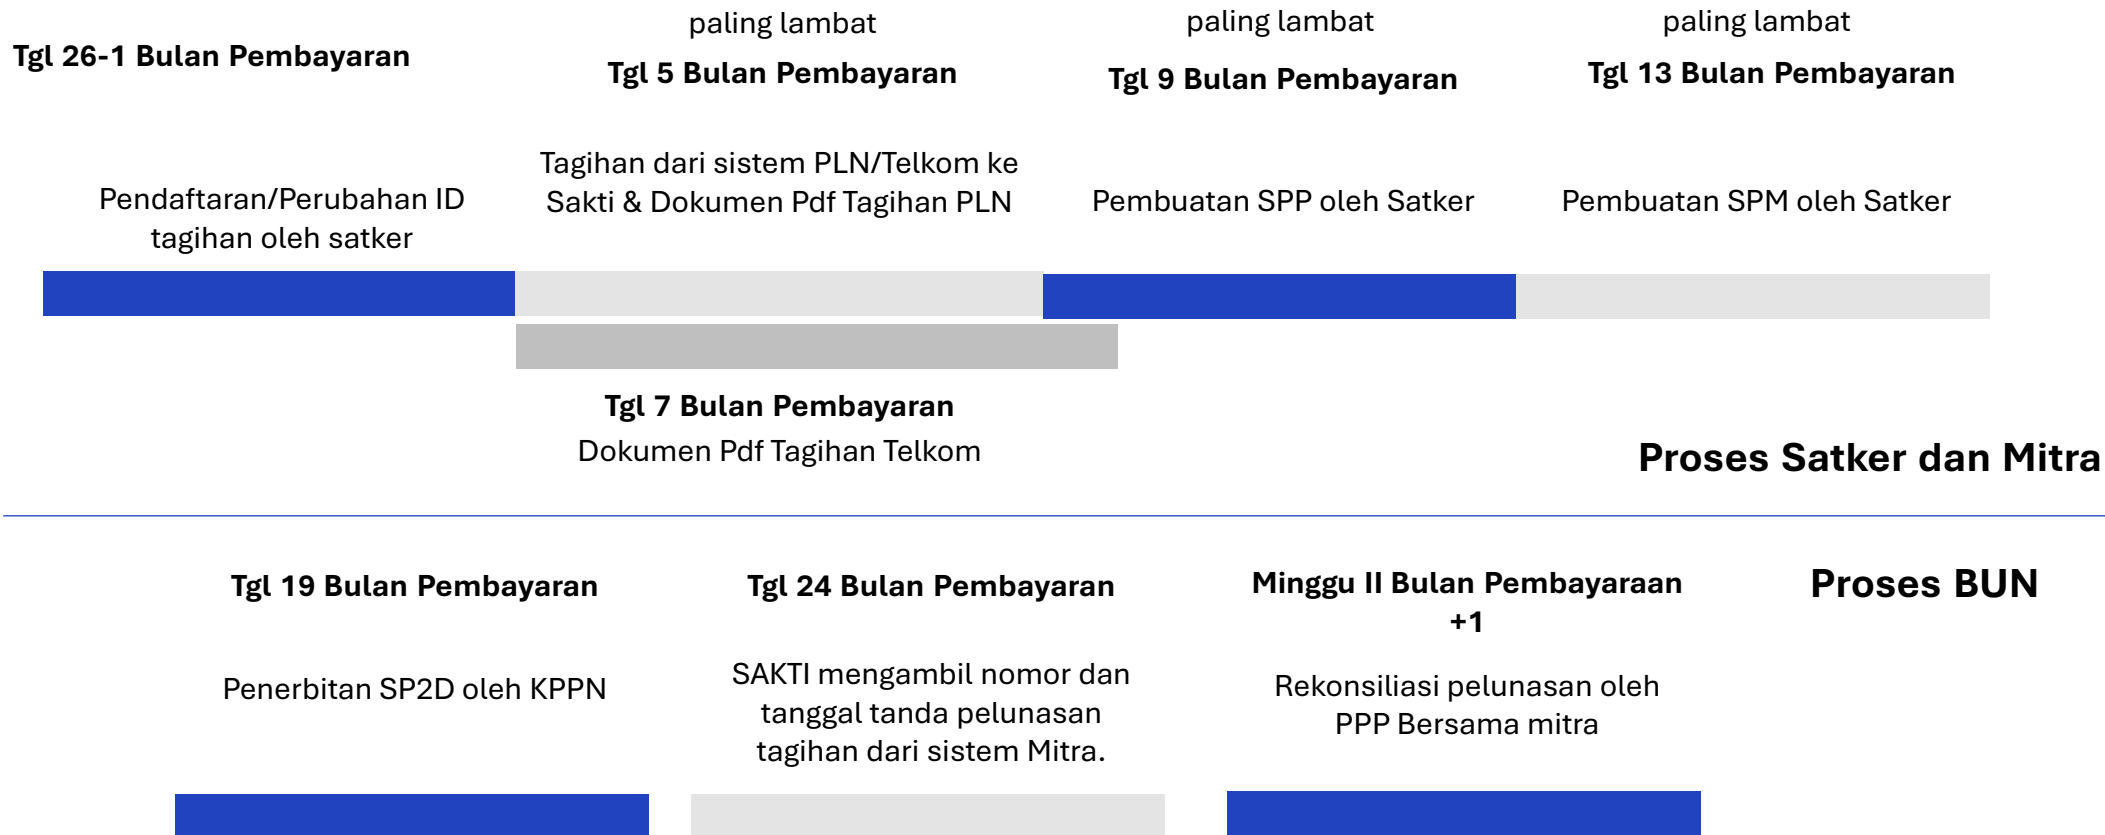 Tgl 26-1 Bulan Pembayaran
Pendaftaran/Perubahan ID
tagihan oleh satker
paling lambat
Tgl 5 Bulan Pembayaran
Tagihan dari sistem PLN/Telkom ke
Sakti & Dokumen Pdf Tagihan PLN
paling lambat
Tgl 9 Bulan Pembayaran
Pembuatan SPP oleh Satker
paling lambat
Tgl 13 Bulan Pembayaran
Pembuatan SPM oleh Satker
Tgl 7 Bulan Pembayaran
Dokumen Pdf Tagihan Telkom
Proses Satker dan Mitra
Proses BUN
Tgl 19 Bulan Pembayaran
Penerbitan SP2D oleh KPPN
Tgl 24 Bulan Pembayaran
SAKTI mengambil nomor dan
tanggal tanda pelunasan
tagihan dari sistem Mitra.
Minggu II Bulan Pembayaraan
+1
Rekonsiliasi pelunasan oleh
PPP Bersama mitra